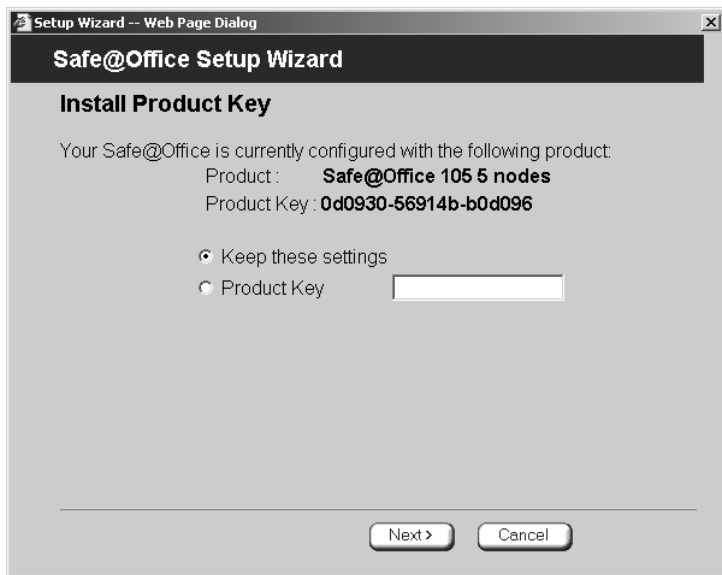 Setup Wizard -- Web Page Dialog
Safe@Office Setup Wizard
Install Product Key
Your Safe@Office is currently configured with the following product:
Product : Safe@Office 105 5 nodes
Product Key : 0d0930-56914b-b0d096
Keep these settings
Product Key
Next >
Cancel